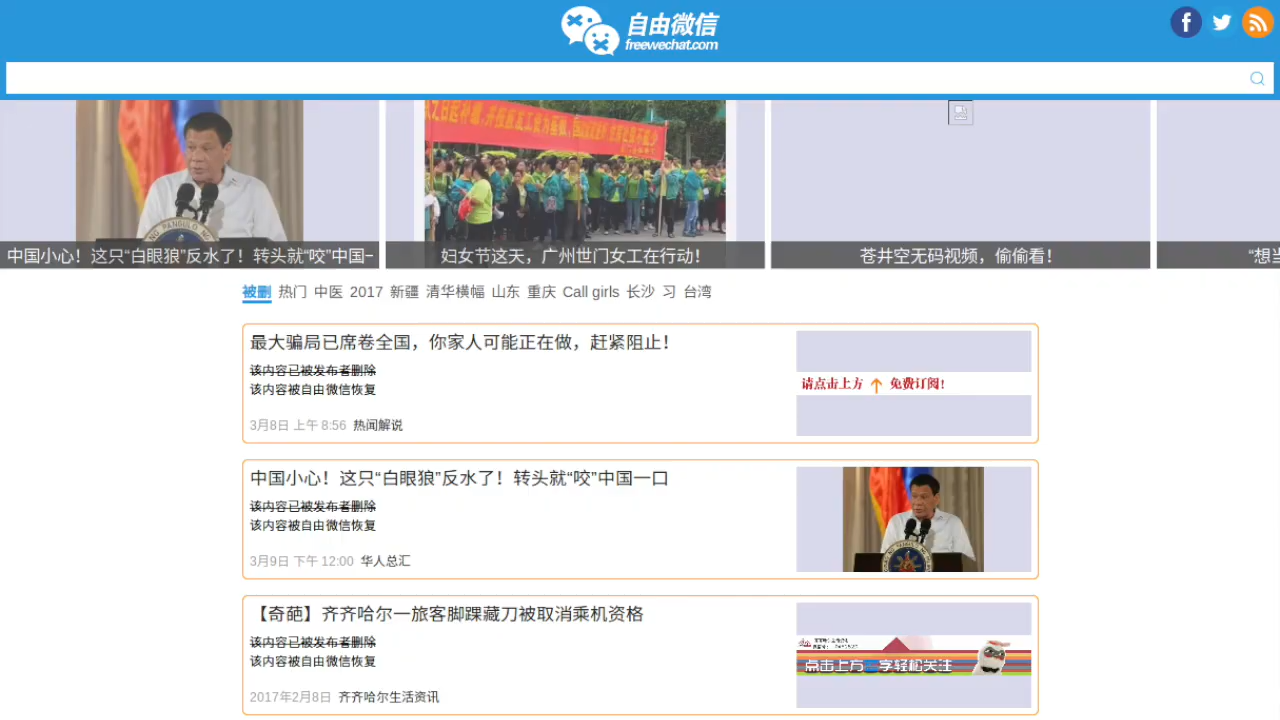 自由微信
freewechat.com
中国小心！这只“白眼狼”反水了！转头就“咬”中国一
妇女节这天，广州世门女工在行动！
苍井空无码视频，偷偷看！
“想当
被删 热门 中医 2017 新疆 清华横幅 山东 重庆 Call girls 长沙 习 台湾
最大骗局已席卷全国，你家人可能正在做，赶紧阻止！
该内容已被发布者删除
该内容被自由微信恢复
请点击上方 免费订阅！
3月8日 上午 8:56 热闻解说
中国小心！这只“白眼狼”反水了！转头就“咬”中国一口
该内容已被发布者删除
该内容被自由微信恢复
3月9日 下午 12:00 华人总汇
【奇葩】齐齐哈尔一旅客脚踝藏刀被取消乘机资格
该内容已被发布者删除
该内容被自由微信恢复
点击上方 字轻松关注
2017年2月8日 齐齐哈尔生活资讯